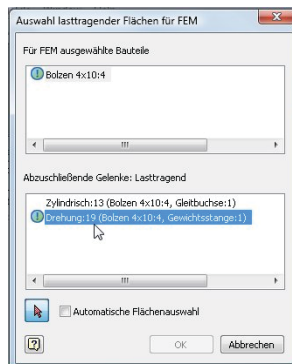 Auswahl lasttragender Flächen für FEM
Für FEM ausgewählte Bauteile
Bolzen 4x10:4
Abzuschließende Gelenke: Lasttragend
Zylindrisch:13 (Bolzen 4x10:4, Gleitbuchse:1)
Drehung:19 (Bolzen 4x10:4, Gewichtsstange:1)
Automatische Flächenauswahl
OK
Abbrechen